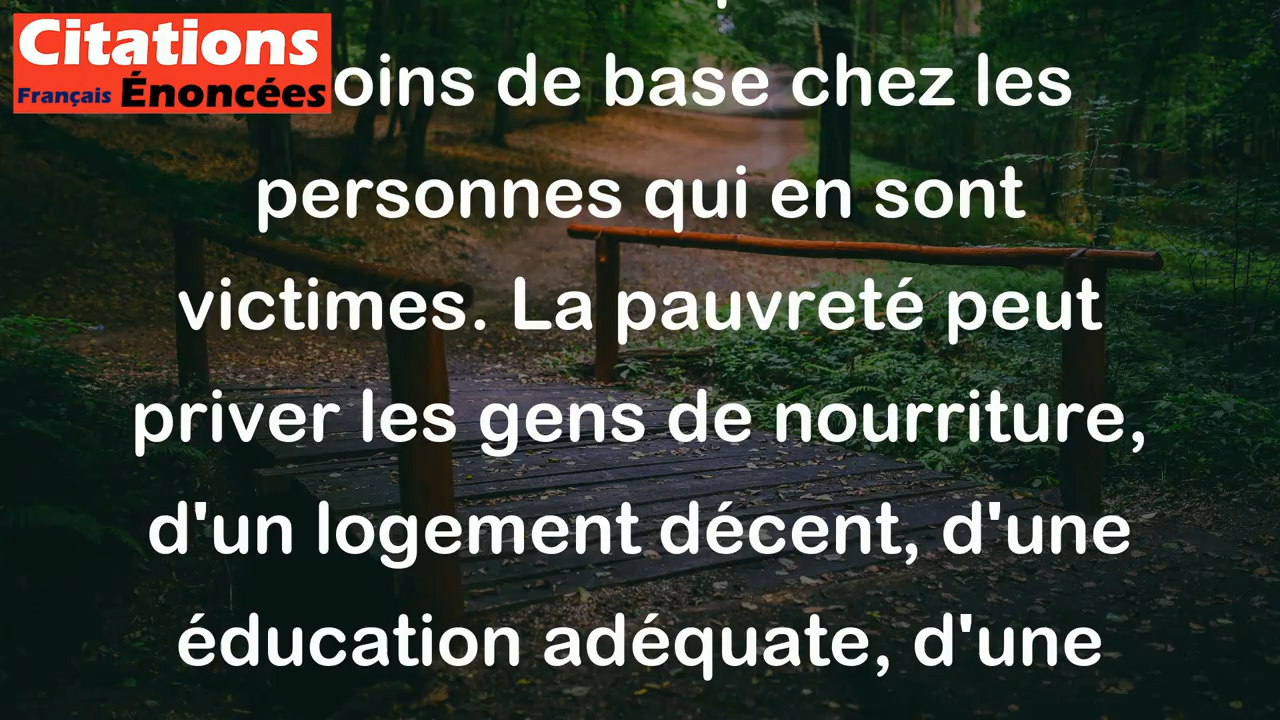 Citations
Français Énoncées
oins de base chez les
personnes qui en sont
victimes. La pauvreté peut
priver les gens de nourriture,
d'un logement décent, d'une
éducation adéquate, d'une